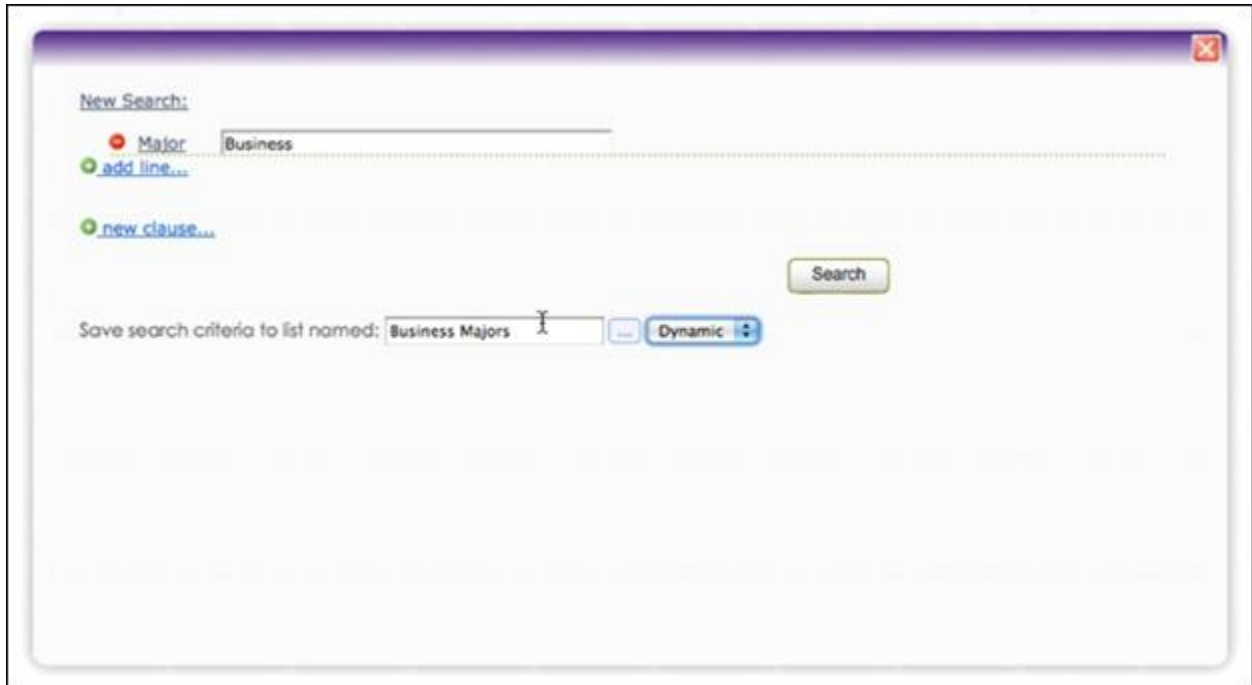 New Search:
Major Business
add line...
new clause...
Search
Save search criteria to list named: Business Majors ... Dynamic